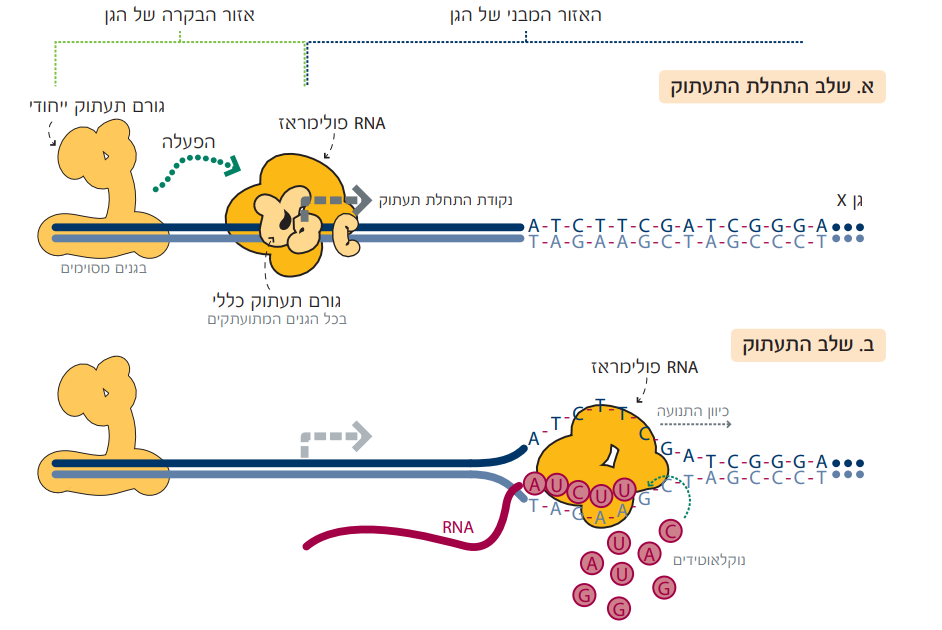 האזור המבני של הגן
אזור הבקרה של הגן
א. שלב התחלת התעתוק
גורם תעתוק ייחודי
הפעלה
RNA פולימראז
נקודת התחלת תעתוק
גן X
A-T-C-T-T-C-G-A-T-C-G-G-G-A
T-A-G-A-A-G-C-T-A-G-C-C-C-T
בגנים מסוימים
גורם תעתוק כללי
בכל הגנים המתועתקים
ב. שלב התעתוק
RNA פולימראז
כיוון התנועה
A-T-C-T-T-C-G-A-T-C-G-G-G-A
A U C U U
T-A-G-A-A-G-C-T-A-G-C-C-C-T
RNA
נוקלאוטידים
C
U
A
A
U
G
G
G